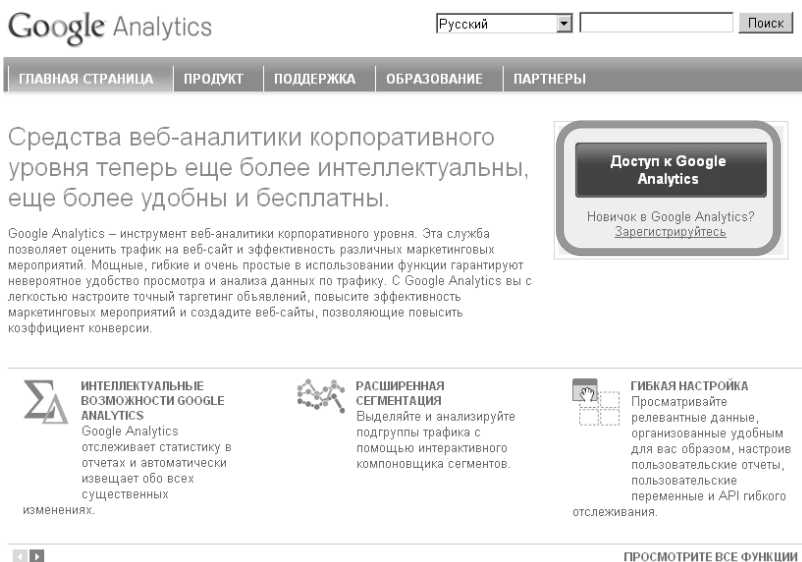 Google Analytics
Русский
Поиск
ГЛАВНАЯ СТРАНИЦА ПРОДУКТ ПОДДЕРЖКА ОБРАЗОВАНИЕ ПАРТНЕРЫ
Средства веб-аналитики корпоративного
уровня теперь еще более интеллектуальны,
еще более удобны и бесплатны.
Google Analytics – инструмент веб-аналитики корпоративного уровня. Эта служба
позволяет оценить трафик на веб-сайт и эффективность различных маркетинговых
мероприятий. Мощные, гибкие и очень простые в использовании функции гарантируют
невероятное удобство просмотра и анализа данных по трафику. С Google Analytics вы с
легкостью настроите точный таргетинг объявлений, повысите эффективность
маркетинговых мероприятий и создадите веб-сайты, позволяющие повысить
коэффициент конверсии.
Доступ к Google
Analytics
Новичок в Google Analytics?
Зарегистрируйтесь
ИНТЕЛЛЕКТУАЛЬНЫЕ
ВОЗМОЖНОСТИ GOOGLE
ANALYTICS
Google Analytics
отслеживает статистику в
отчетах и автоматически
извещает обо всех
существенных
изменениях.
РАСШИРЕННАЯ
СЕГМЕНТАЦИЯ
Выделяйте и анализируйте
подгруппы трафика с
помощью интерактивного
компоновщика сегментов.
ГИБКАЯ НАСТРОЙКА
Просматривайте
релевантные данные,
организованные удобным
для вас образом, настроив
пользовательские отчеты,
пользовательские
переменные и API гибкого
отслеживания.
ПРОСМОТРИТЕ ВСЕ ФУНКЦИИ